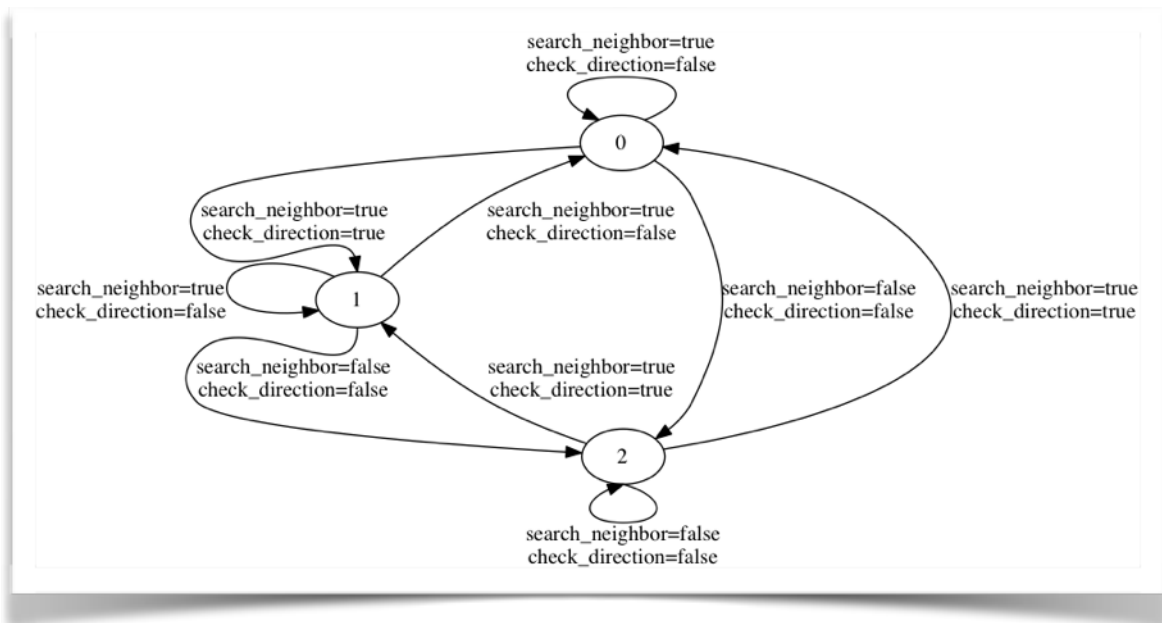 search_neighbor=true
check_direction=false
0
search_neighbor=true
check_direction=true
search_neighbor=true
check_direction=false
search_neighbor=true
check_direction=false
1
search_neighbor=false
check_direction=false
search_neighbor=true
check_direction=true
search_neighbor=false
check_direction=false
search_neighbor=true
check_direction=true
2
search_neighbor=false
check_direction=false